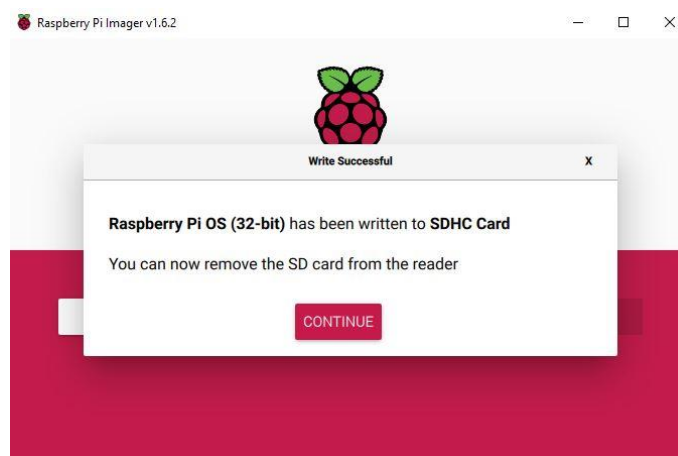 Raspberry Pi Imager v1.6.2
Write Successful
X
Raspberry Pi OS (32-bit) has been written to SDHC Card
You can now remove the SD card from the reader
CONTINUE